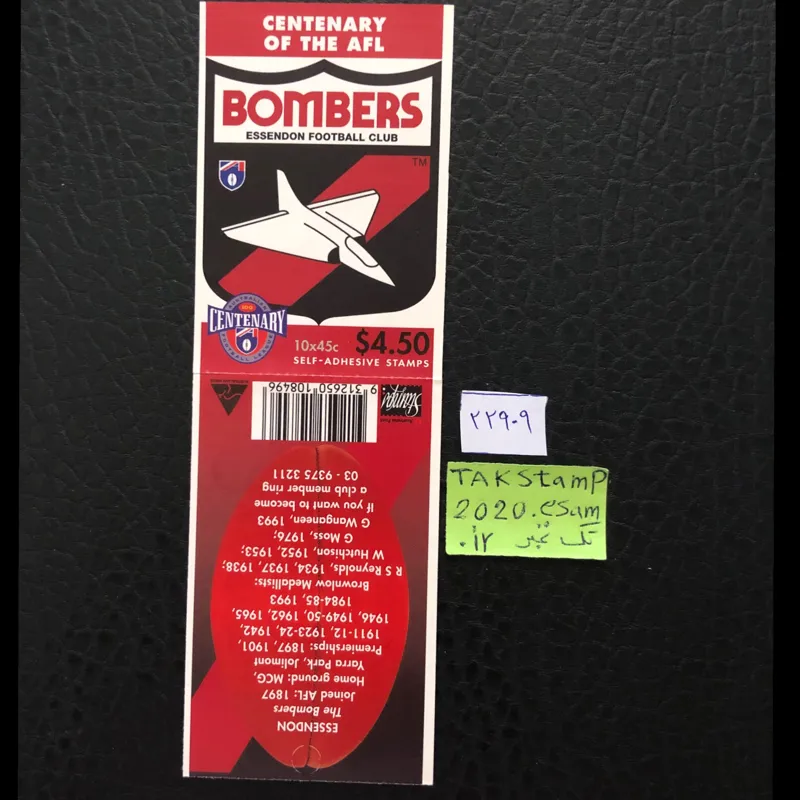 CENTENARY
OF THE AFL
BOMBERS
ESSENDON FOOTBALL CLUB
TM
CENTENARY
10x45c $4.50
SELF-ADHESIVE STAMPS
9 312650 108496
ESSENDON
The Bombers
Joined AFL: 1897
Home ground: MCG,
Yarra Park, Jolimont
Premierships: 1897, 1901,
1911-12, 1923-24, 1942,
1946, 1949-50, 1962, 1965,
1984-85, 1993
Brownlow Medallists:
R S Reynolds, 1934, 1937, 1938;
W Hutchison, 1952, 1953;
G Moss, 1976;
G Wanganeen, 1993
If you want to become
a club member ring
03 - 9375 3211
۲۲۹۰۹
TAKStamP
2020.esam
تک تمبر ۰۱۲